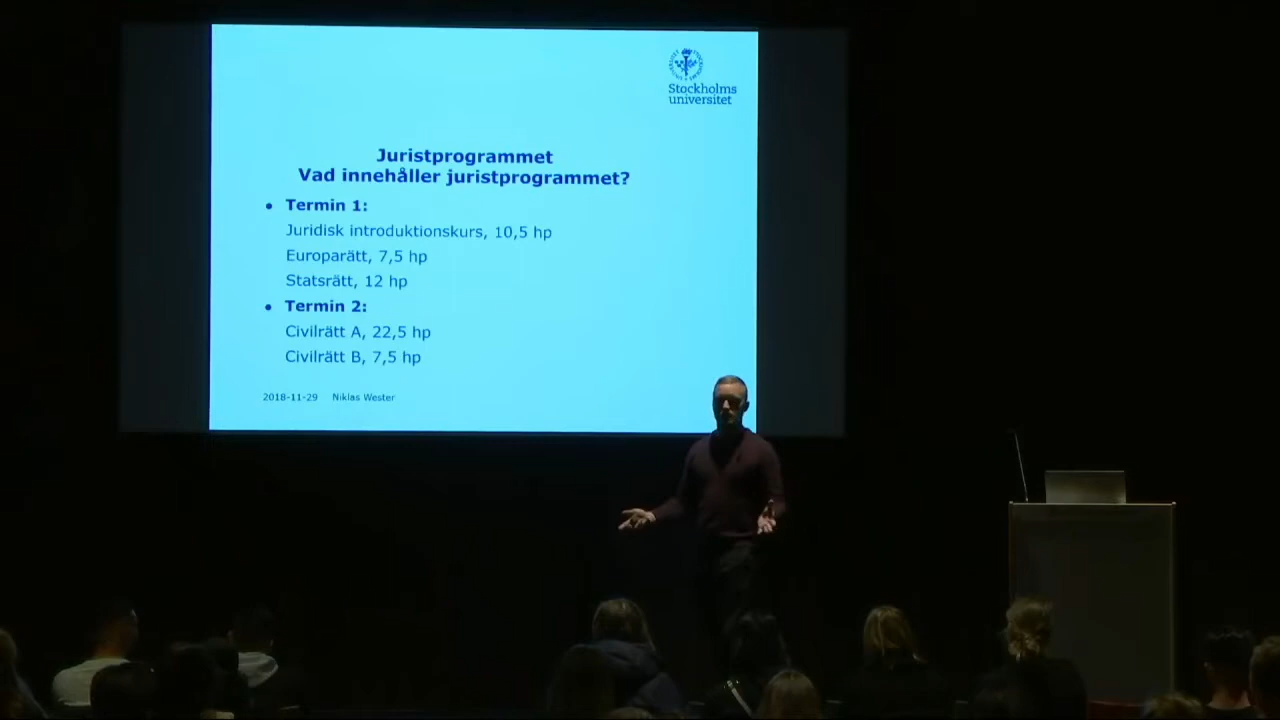 Stockholms
universitet
Juristprogrammet
Vad innehåller juristprogrammet?
• Termin 1:
Juridisk introduktionskurs, 10,5 hp
Europarätt, 7,5 hp
Statsrätt, 12 hp
• Termin 2:
Civilrätt A, 22,5 hp
Civilrätt B, 7,5 hp
2018-11-29 Niklas Wester